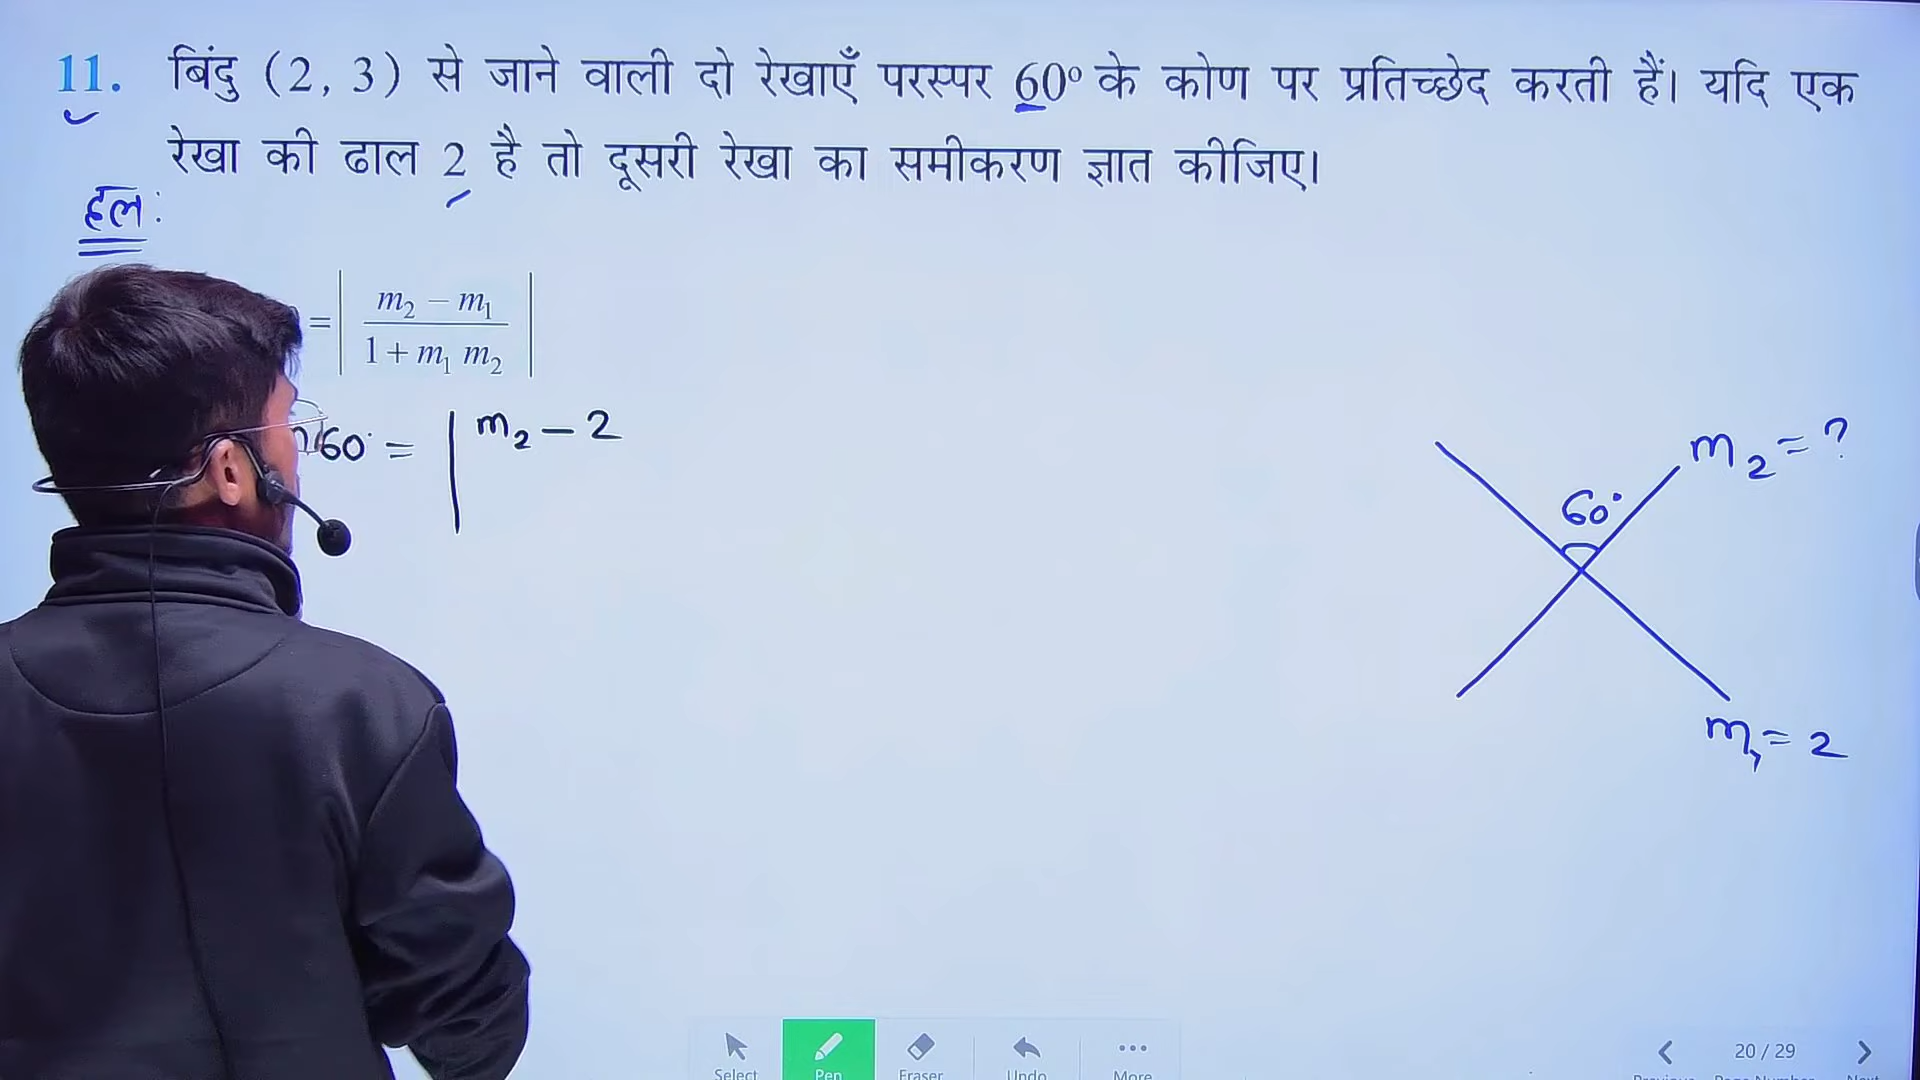 11. बिंदु (2, 3) से जाने वाली दो रेखाएँ परस्पर 60° के कोण पर प्रतिच्छेद करती हैं। यदि एक
रेखा की ढाल 2 है तो दूसरी रेखा का समीकरण ज्ञात कीजिए।
हल:
= | m₂ − m₁ / 1 + m₁ m₂ |
60° = | m₂ − 2
m₂ = ?
60°
m₁ = 2
Select Pen Eraser Undo More
20 / 29